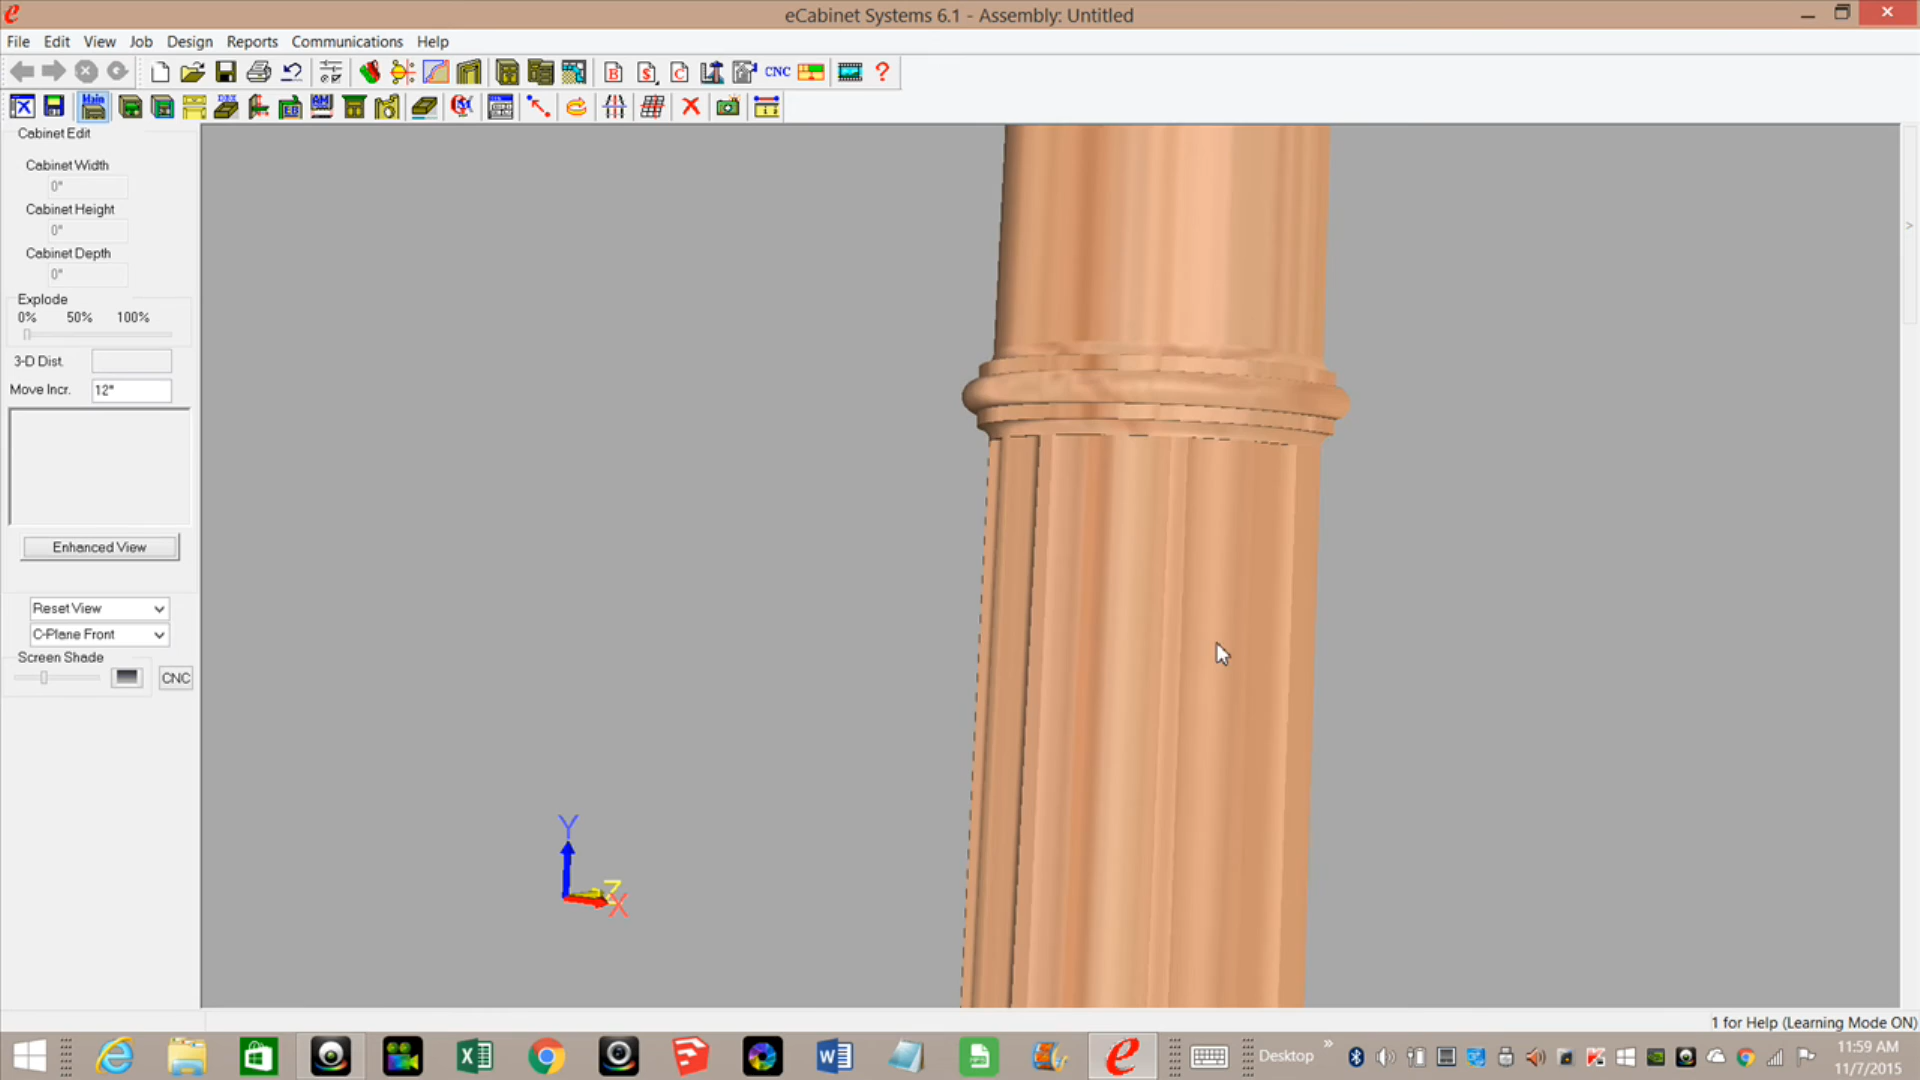 eCabinet Systems 6.1 - Assembly: Untitled
File Edit View Job Design Reports Communications Help
B $ C CNC ?
Main EB
Cabinet Edit
Cabinet Width
0"
Cabinet Height
0"
Cabinet Depth
0"
Explode
0% 50% 100%
3-D Dist.
Move Incr. 12"
Enhanced View
Reset View
C-Plane Front
Screen Shade
CNC
Y
Z
X
>
1 for Help (Learning Mode ON)
Desktop »
11:59 AM
11/7/2015